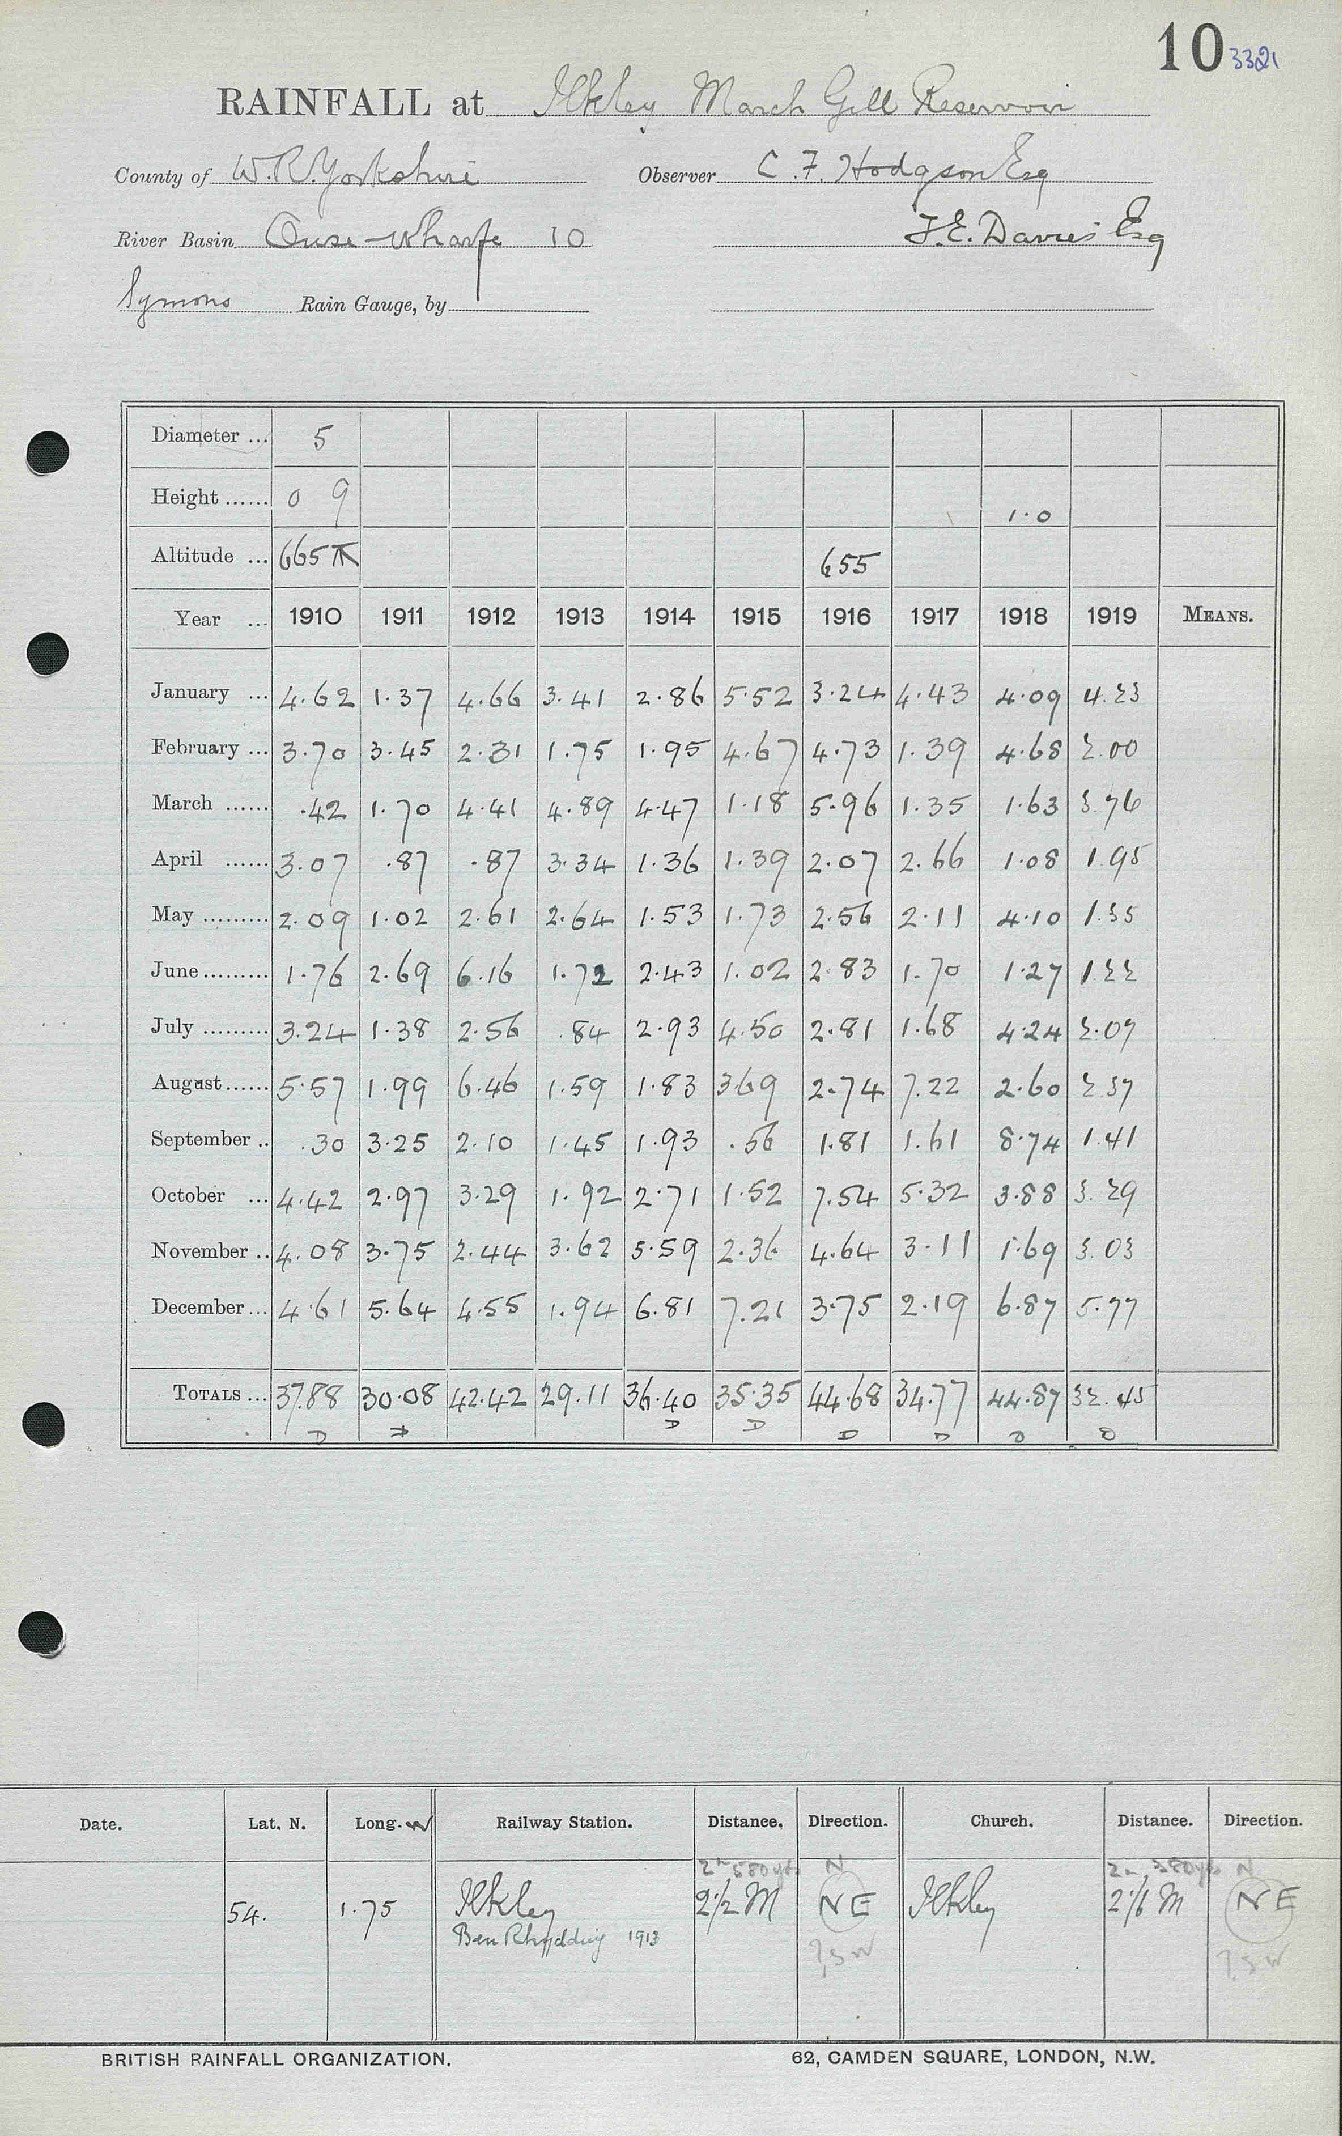 10 3321
RAINFALL at Ilkley March Gill Reservoir
County of W.R. Yorkshire Observer C. F. Hodgson Esq
River Basin Ouse-Wharfe 10 J.E. Davies Esq
Symons Rain Gauge, by
Diameter ... 5
Height ...... 0 9 1.0
Altitude ... 665 655
Year ... 1910 1911 1912 1913 1914 1915 1916 1917 1918 1919 MEANS.
January ... 4.62 1.37 4.66 3.41 2.86 5.52 3.24 4.43 4.09 4.23
February ... 3.70 3.45 2.31 1.75 1.95 4.67 4.73 1.39 4.68 2.00
March ...... .42 1.70 4.41 4.89 4.47 1.18 5.96 1.35 1.63 3.76
April ...... 3.07 .87 .87 3.34 1.36 1.39 2.07 2.66 1.08 1.95
May ......... 2.09 1.02 2.61 2.64 1.53 1.73 2.56 2.11 4.10 1.35
June ......... 1.76 2.69 6.16 1.72 2.43 1.02 2.83 1.70 1.27 1.22
July ......... 3.24 1.38 2.56 .84 2.93 4.50 2.81 1.68 4.24 2.07
August ...... 5.57 1.99 6.46 1.59 1.83 3.69 2.74 7.22 2.60 2.37
September .. .30 3.25 2.10 1.45 1.93 .56 1.81 1.61 8.74 1.41
October ... 4.42 2.97 3.29 1.92 2.71 1.52 7.54 5.32 3.88 3.29
November .. 4.08 3.75 2.44 3.62 5.59 2.36 4.64 3.11 1.69 3.03
December ... 4.61 5.64 4.55 1.94 6.81 7.21 3.75 2.19 6.87 5.77
TOTALS ... 37.88 30.08 42.42 29.11 36.40 35.35 44.68 34.77 44.87 32.45
D D D D D D D D
Date. Lat. N. Long. W Railway Station. Distance. Direction. Church. Distance. Direction.
N N
54. 1.75 Ilkley 2½ M NE Ilkley M NE
Ben Rhydding 1913
BRITISH RAINFALL ORGANIZATION. 62, CAMDEN SQUARE, LONDON, N.W.